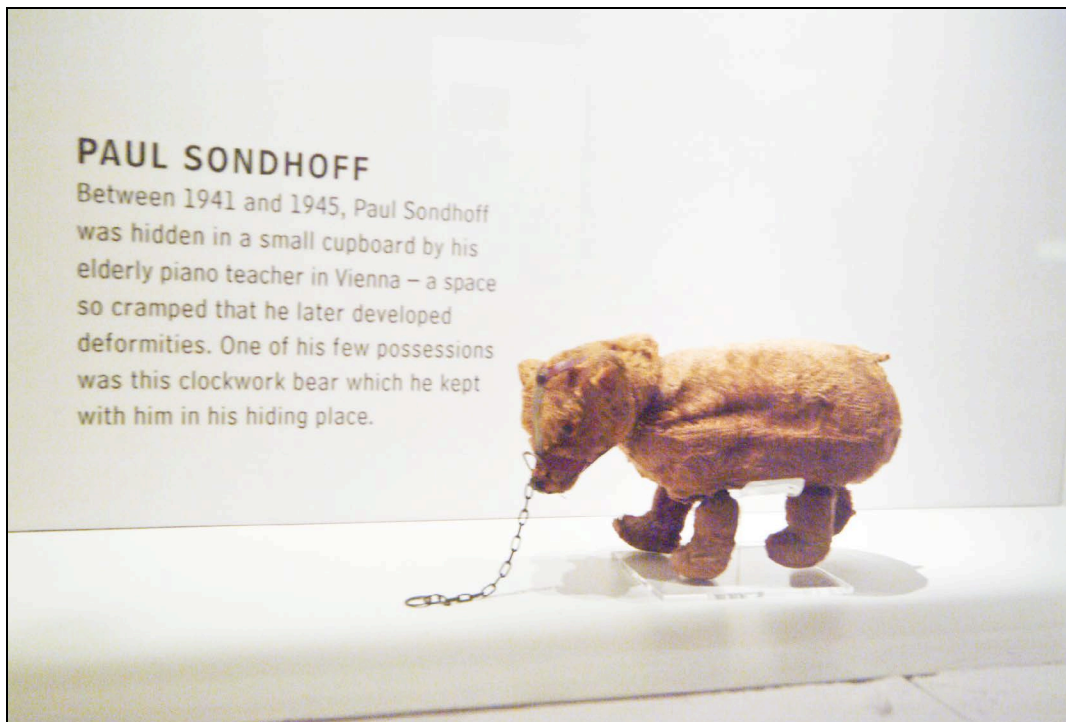 PAUL SONDHOFF
Between 1941 and 1945, Paul Sondhoff
was hidden in a small cupboard by his
elderly piano teacher in Vienna – a space
so cramped that he later developed
deformities. One of his few possessions
was this clockwork bear which he kept
with him in his hiding place.